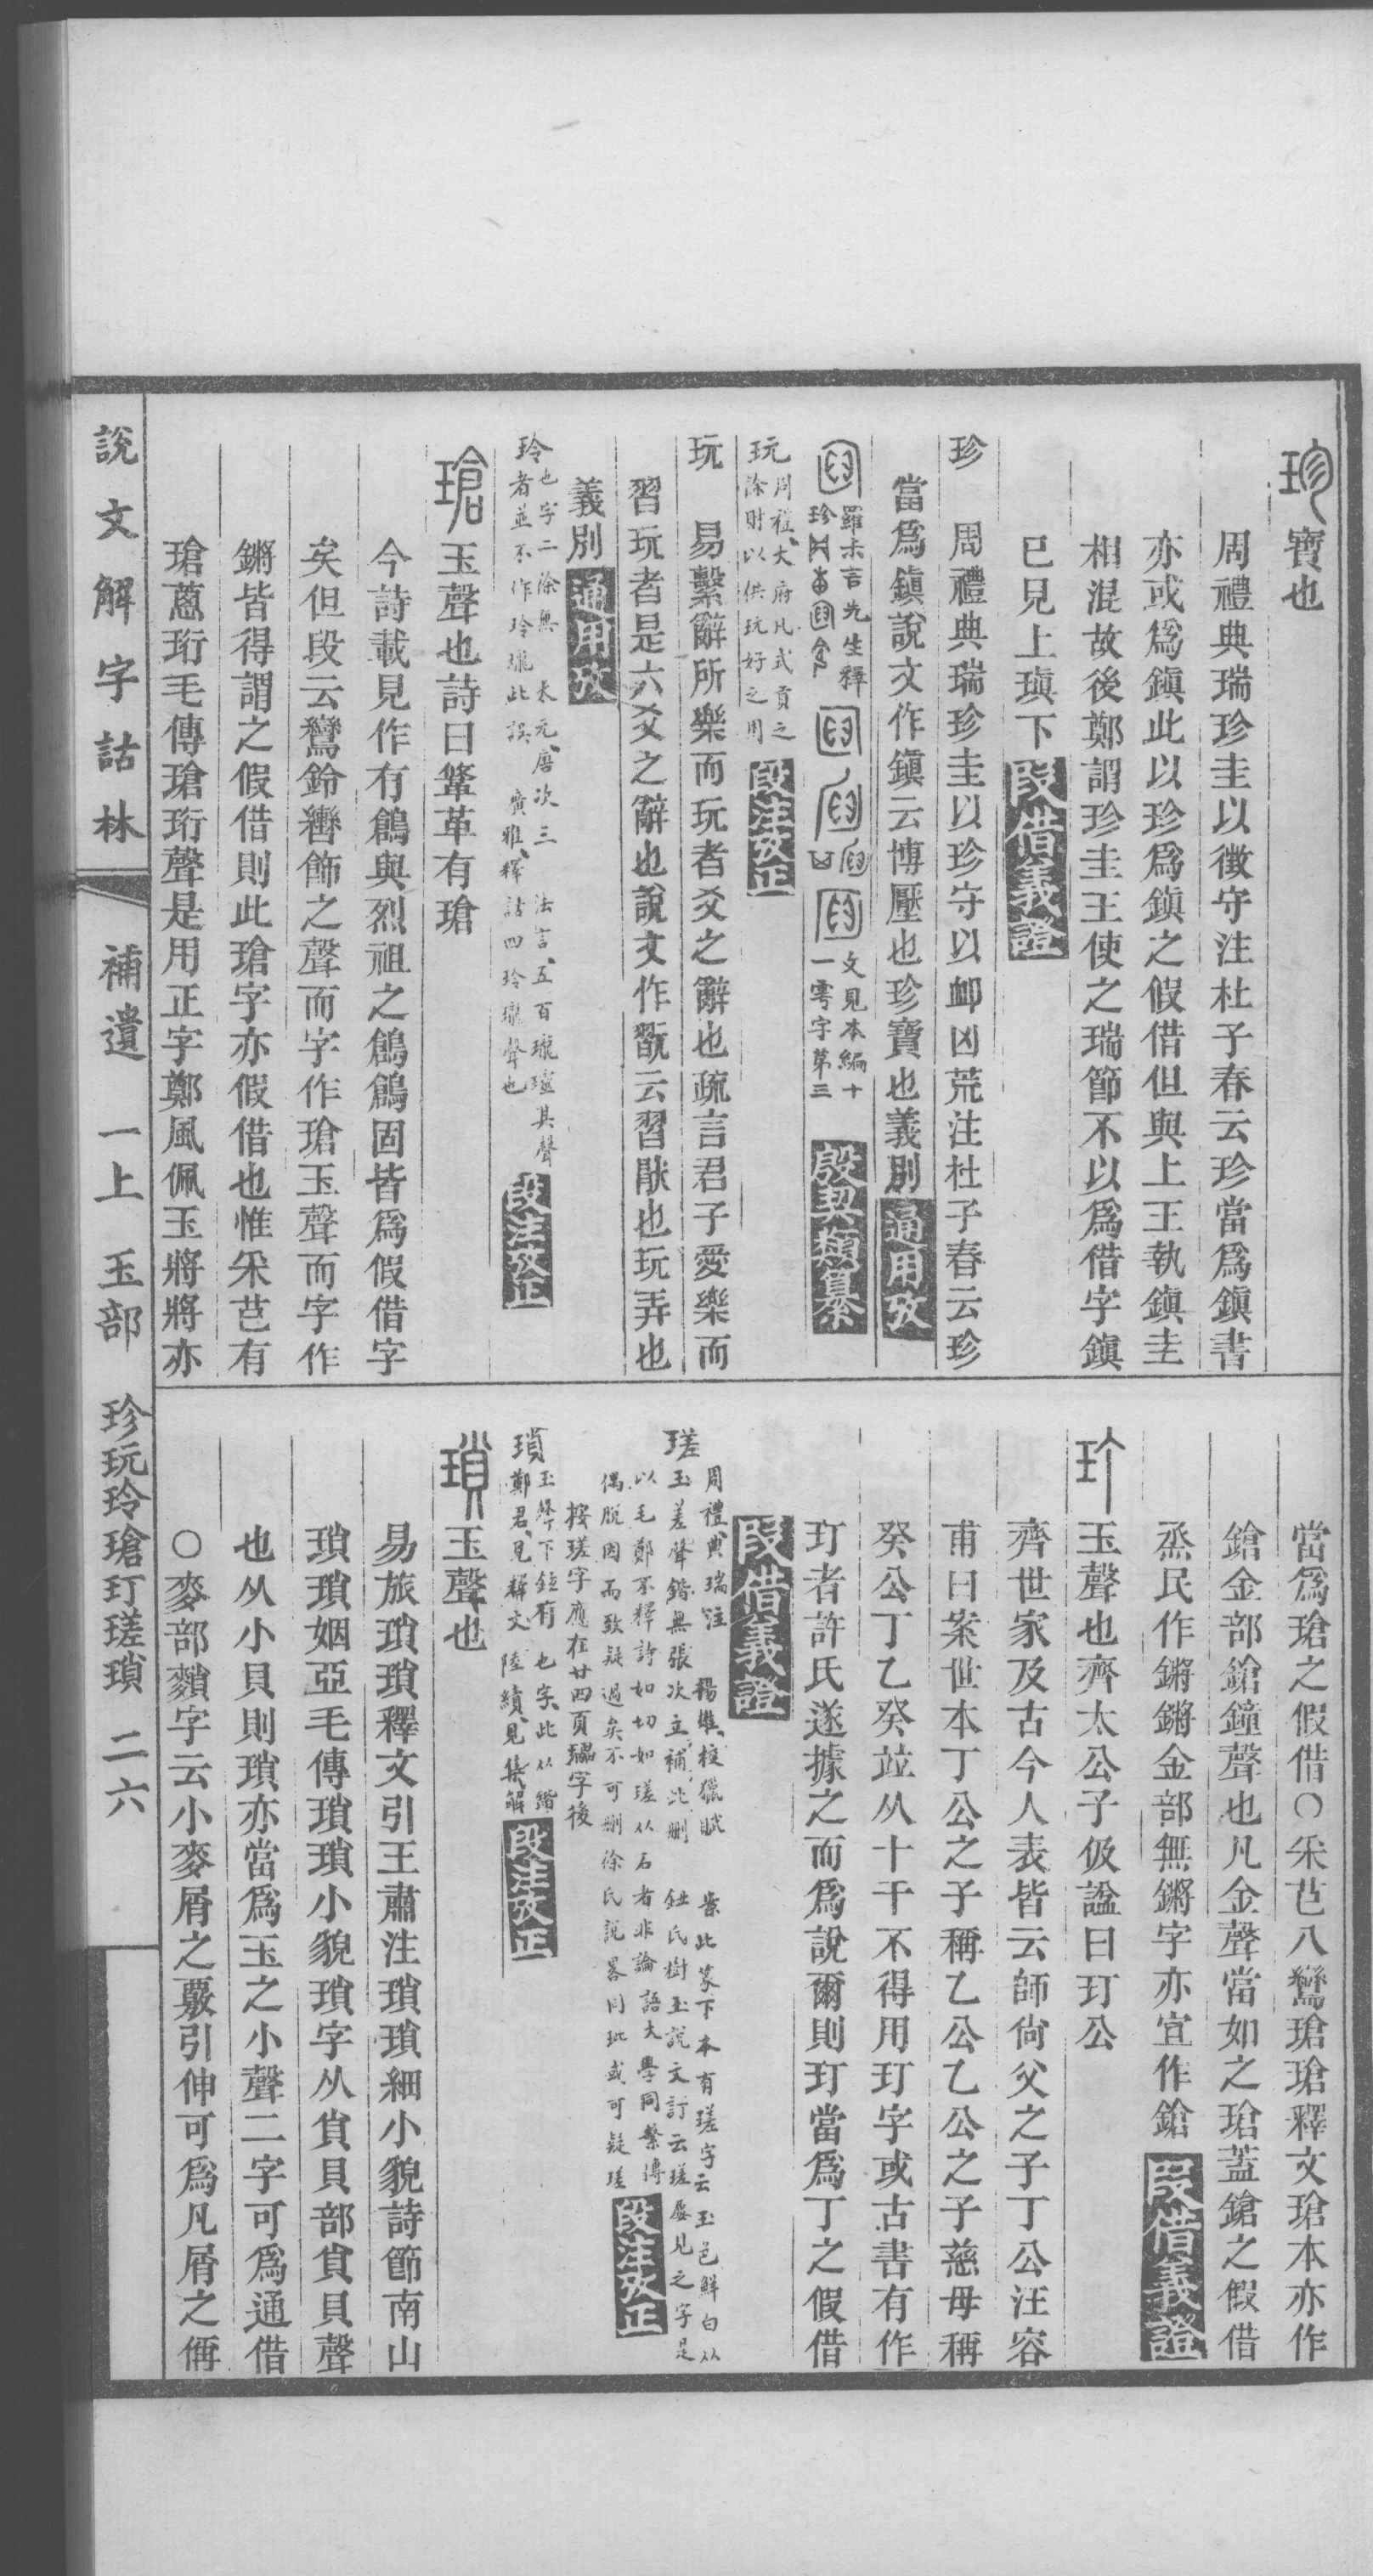 珍寶也
周禮典瑞珍圭以徵守注杜子春云珍當爲鎭書
亦或爲鎭此以珍爲鎭之假借但與上王執鎭圭
相混故後鄭謂珍圭王使之瑞節不以爲借字鎭
已見上瑱下 段借義證
珍 周禮典瑞珍圭以珍守以卹凶荒注杜子春云珍
當爲鎭說文作鎭云博壓也珍寶也義別 通用攷
羅未言先生釋
珍
文見本編十
一雩字第三
殷契類纂
玩 周禮大府凡式貢之
餘財以供玩好之用
段注攷正
玩 易繫辭所樂而玩者爻之辭也疏言君子愛樂而
習玩者是六爻之辭也說文作翫云習猒也玩弄也
義別 通用攷
玲 也字二徐無 太元唐次三 法言五百瓏璁其聲
者並不作玲瓏此誤 廣雅釋詁四玲瓏聲也
段注攷正
瑲玉聲也詩曰鞗革有瑲
今詩載見作有鶬與烈祖之鶬鶬固皆爲假借字
矣但段云鸞鈴轡飾之聲而字作瑲玉聲而字作
鏘皆得謂之假借則此瑲字亦假借也惟采芑有
瑲蔥珩毛傳瑲珩聲是用正字鄭風佩玉將將亦
當爲瑲之假借○采芑八鸞瑲瑲釋文瑲本亦作
鎗金部鎗鐘聲也凡金聲當如之瑲蓋鎗之假借
烝民作鏘鏘金部無鏘字亦宜作鎗 段借義證
玎玉聲也齊太公子伋諡曰玎公
齊世家及古今人表皆云師尙父之子丁公汪容
甫曰案世本丁公之子稱乙公乙公之子慈母稱
癸公丁乙癸竝从十干不得用玎字或古書有作
玎者許氏遂據之而爲說爾則玎當爲丁之假借
段借義證
瑳 周禮典瑞注 楊雄校獵賦 案此篆下本有瑳字云玉色鮮白从
玉差聲鍇無張次立補此刪 鈕氏樹玉說文訂云瑳屢見之字是
以毛鄭不釋詩如切如瑳从石者非論語大學同繫傳
偶脫因而致疑過矣不可刪徐氏說畧同玭或可疑瑳
按瑳字應在廿四頁瓗字後
段注攷正
瑣 玉聲下鉉有也字此从鍇
鄭君見釋文 陸績見集解
段注攷正
瑣玉聲也
易旅瑣瑣釋文引王肅注瑣瑣細小貌詩節南山
瑣瑣姻亞毛傳瑣瑣小貌瑣字从貟貝部貟貝聲
也从小貝則瑣亦當爲玉之小聲二字可爲通借
○麥部䴹字云小麥屑之覈引伸可爲凡屑之偁
說文解字詁林 補遺 一上 玉部 珍玩玲瑲玎瑳瑣 二六